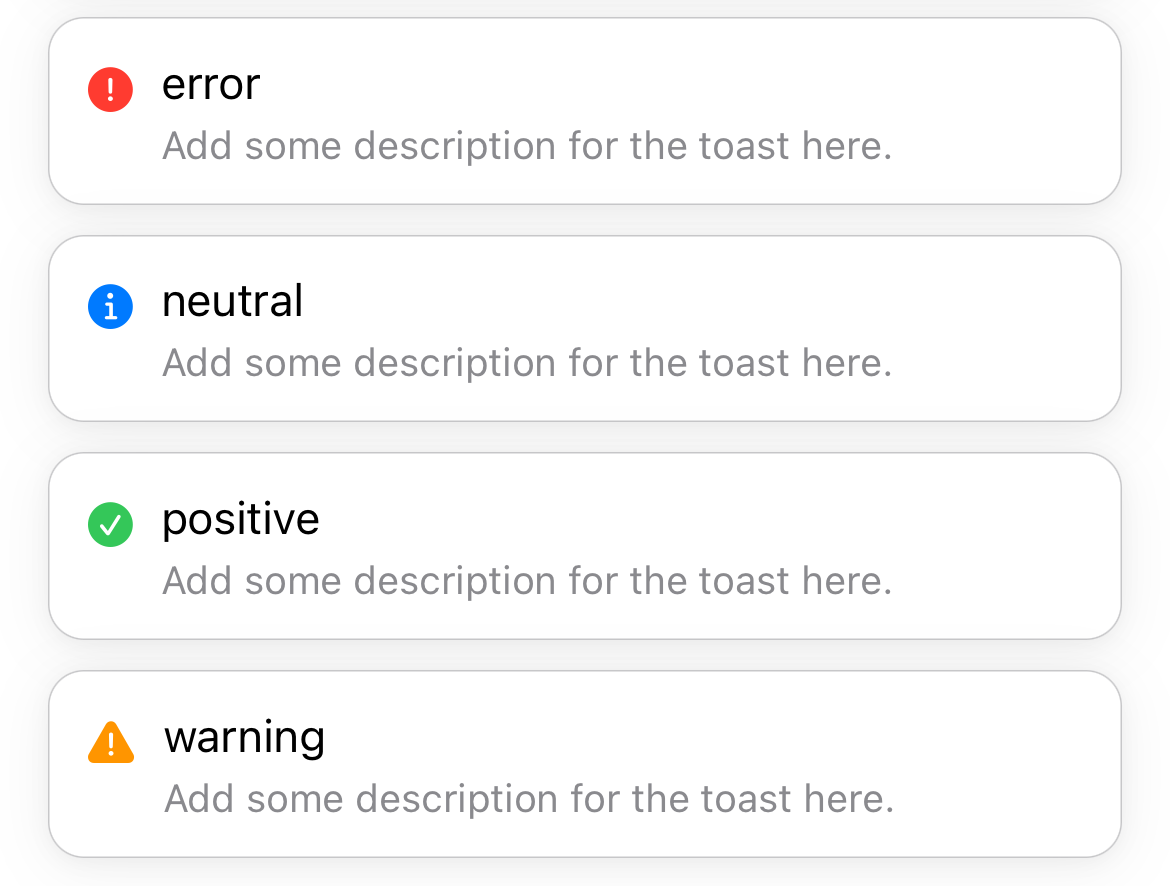 error
Add some description for the toast here.
neutral
Add some description for the toast here.
positive
Add some description for the toast here.
warning
Add some description for the toast here.